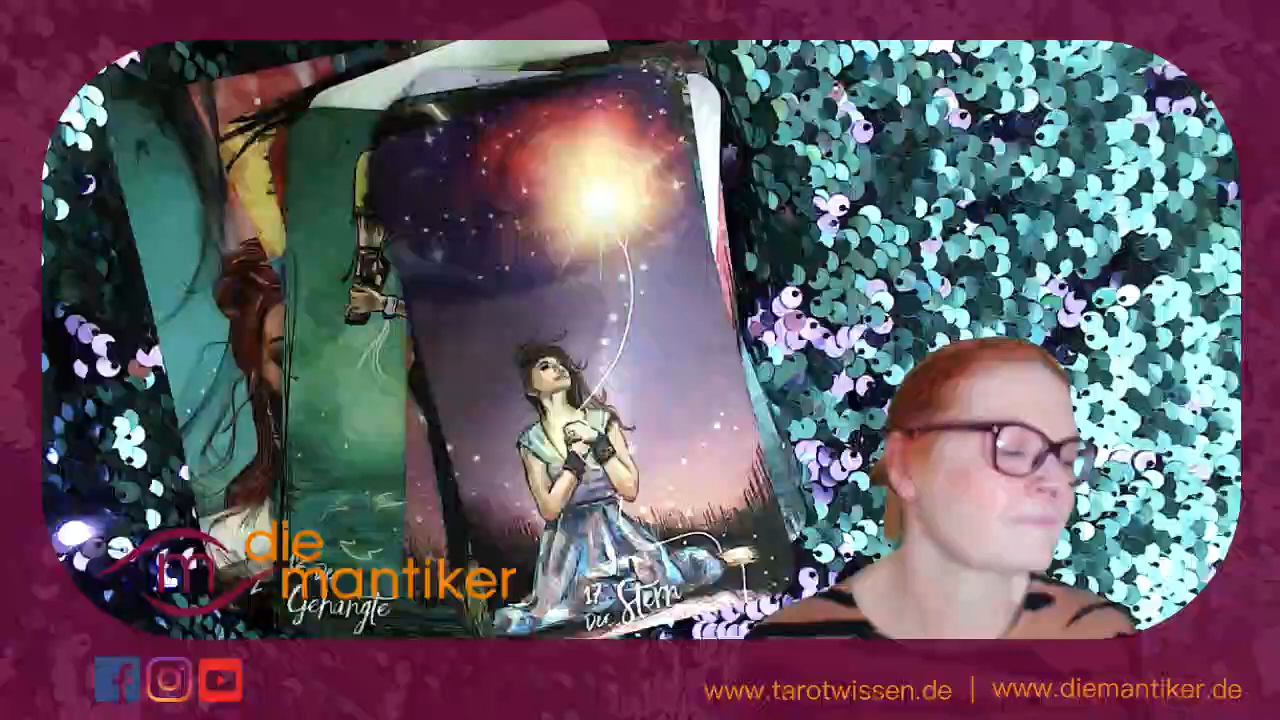 die
mantiker
m
Gehängte
17.
Der Stern
www.tarotwissen.de | www.diemantiker.de